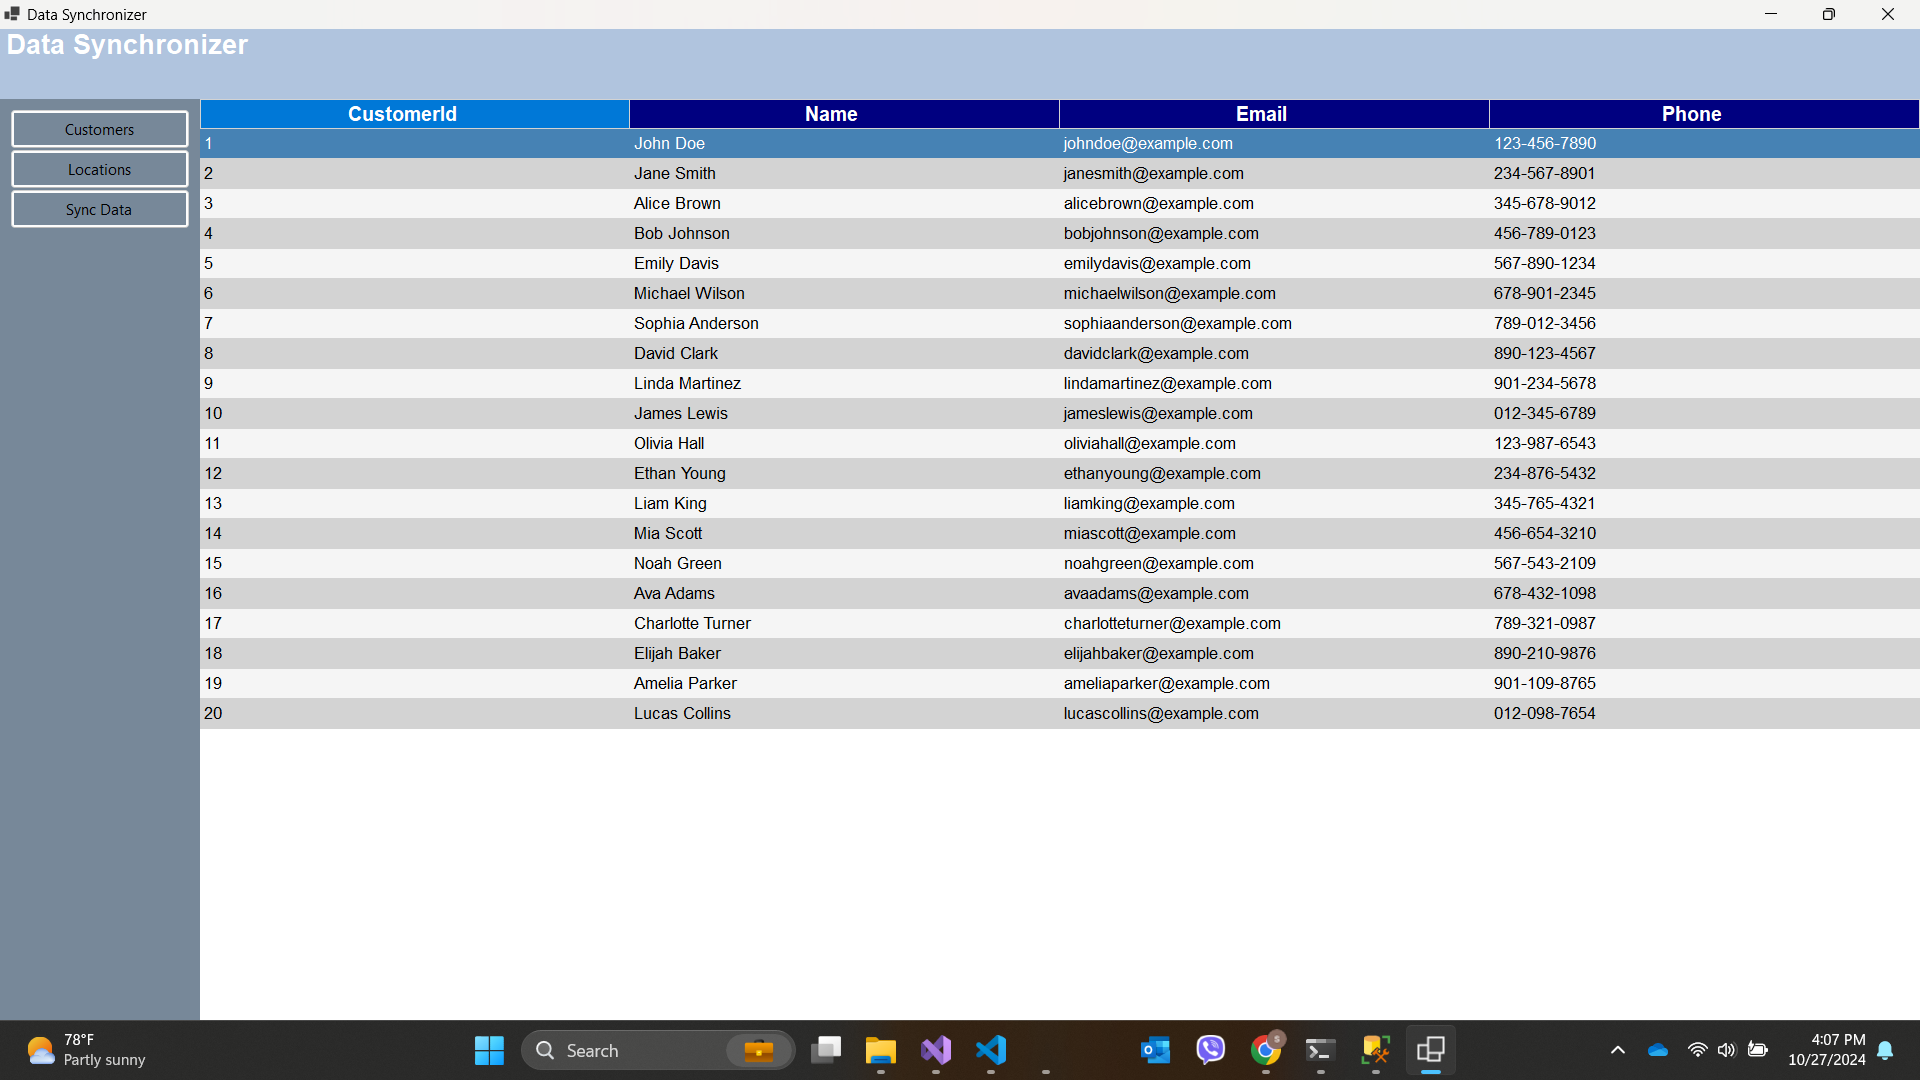 Data Synchronizer
Data Synchronizer
Customers
Locations
Sync Data
CustomerId Name Email Phone
1 John Doe johndoe@example.com 123-456-7890
2 Jane Smith janesmith@example.com 234-567-8901
3 Alice Brown alicebrown@example.com 345-678-9012
4 Bob Johnson bobjohnson@example.com 456-789-0123
5 Emily Davis emilydavis@example.com 567-890-1234
6 Michael Wilson michaelwilson@example.com 678-901-2345
7 Sophia Anderson sophiaanderson@example.com 789-012-3456
8 David Clark davidclark@example.com 890-123-4567
9 Linda Martinez lindamartinez@example.com 901-234-5678
10 James Lewis jameslewis@example.com 012-345-6789
11 Olivia Hall oliviahall@example.com 123-987-6543
12 Ethan Young ethanyoung@example.com 234-876-5432
13 Liam King liamking@example.com 345-765-4321
14 Mia Scott miascott@example.com 456-654-3210
15 Noah Green noahgreen@example.com 567-543-2109
16 Ava Adams avaadams@example.com 678-432-1098
17 Charlotte Turner charlotteturner@example.com 789-321-0987
18 Elijah Baker elijahbaker@example.com 890-210-9876
19 Amelia Parker ameliaparker@example.com 901-109-8765
20 Lucas Collins lucascollins@example.com 012-098-7654
78°F
Partly sunny
Search
S
4:07 PM
10/27/2024